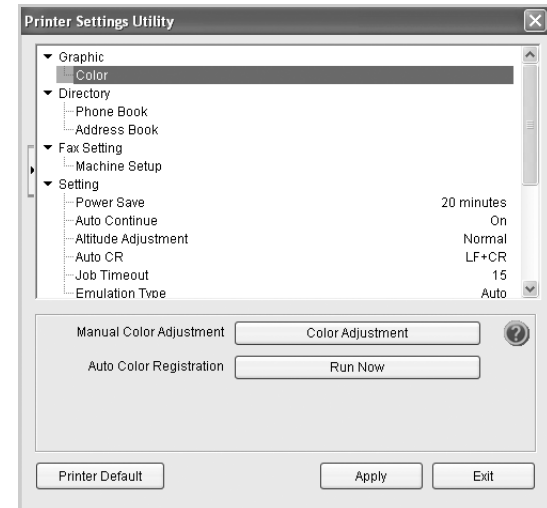 Printer Settings Utility
Graphic
Color
Directory
Phone Book
Address Book
Fax Setting
Machine Setup
Setting
Power Save 20 minutes
Auto Continue On
Altitude Adjustment Normal
Auto CR LF+CR
Job Timeout 15
Emulation Type Auto
Manual Color Adjustment Color Adjustment
Auto Color Registration Run Now
Printer Default Apply Exit